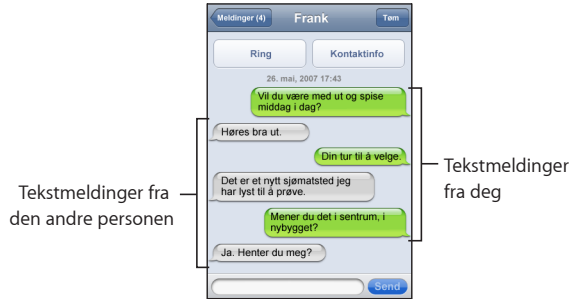 Meldinger (4)
Frank
Tøm
Ring
Kontaktinfo
26. mai, 2007 17:43
Vil du være med ut og spise
middag i dag?
Høres bra ut.
Din tur til å velge.
Det er et nytt sjømatsted jeg
har lyst til å prøve.
Mener du det i sentrum, i
nybygget?
Ja. Henter du meg?
Send
Tekstmeldinger fra
den andre personen
Tekstmeldinger
fra deg